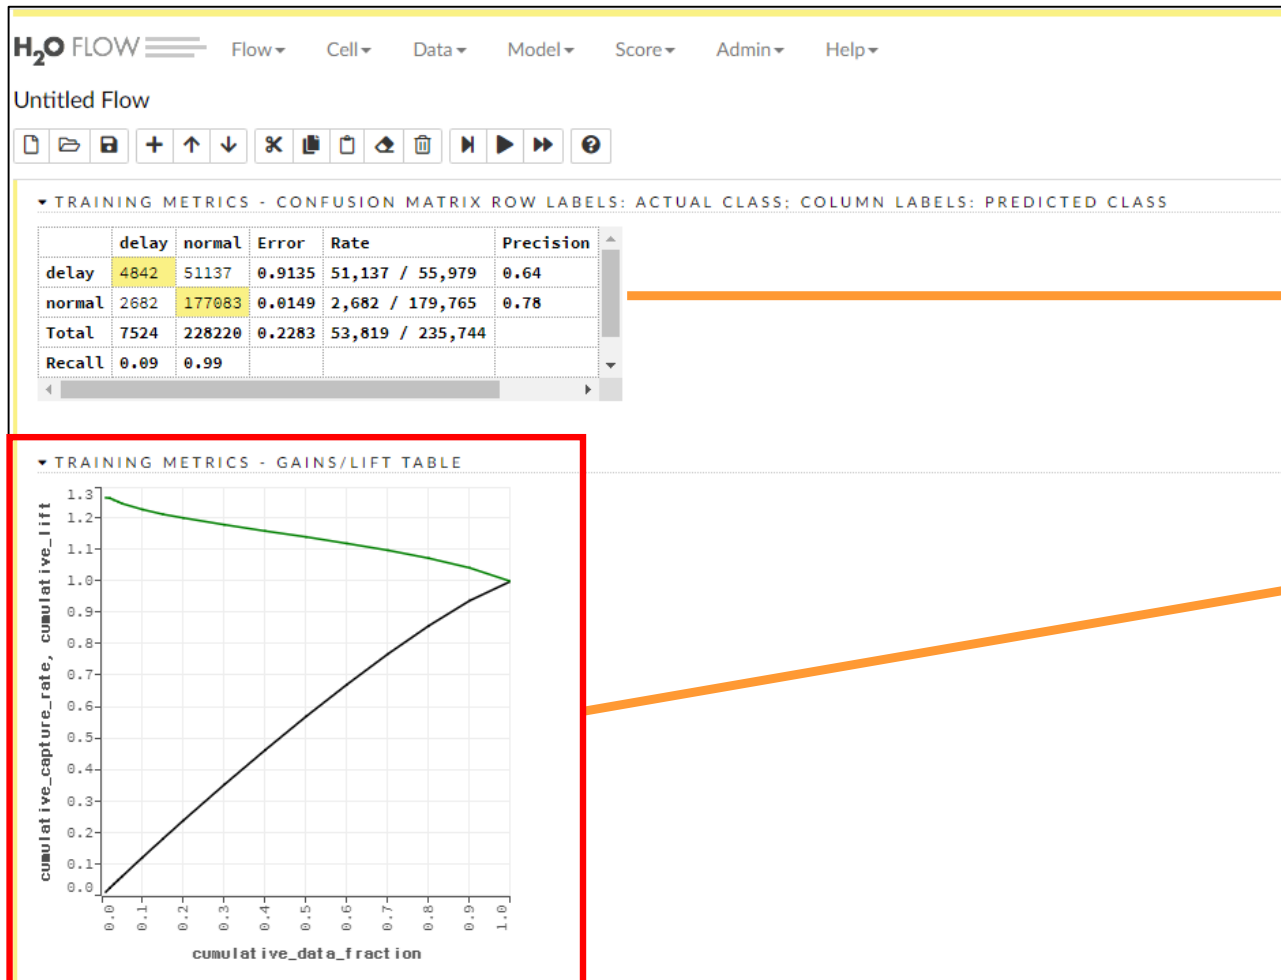 H2O FLOW Flow Cell Data Model Score Admin Help
Untitled Flow
TRAINING METRICS - CONFUSION MATRIX ROW LABELS: ACTUAL CLASS; COLUMN LABELS: PREDICTED CLASS
delay normal Error Rate Precision
delay 4842 51137 0.9135 51,137 / 55,979 0.64
normal 2682 177083 0.0149 2,682 / 179,765 0.78
Total 7524 228220 0.2283 53,819 / 235,744
Recall 0.09 0.99
TRAINING METRICS - GAINS/LIFT TABLE
cumulative_capture_rate, cumulative_lift
1.3
1.2
1.1
1.0
0.9
0.8
0.7
0.6
0.5
0.4
0.3
0.2
0.1
0.0
0.0 0.1 0.2 0.3 0.4 0.5 0.6 0.7 0.8 0.9 1.0
cumulative_data_fraction